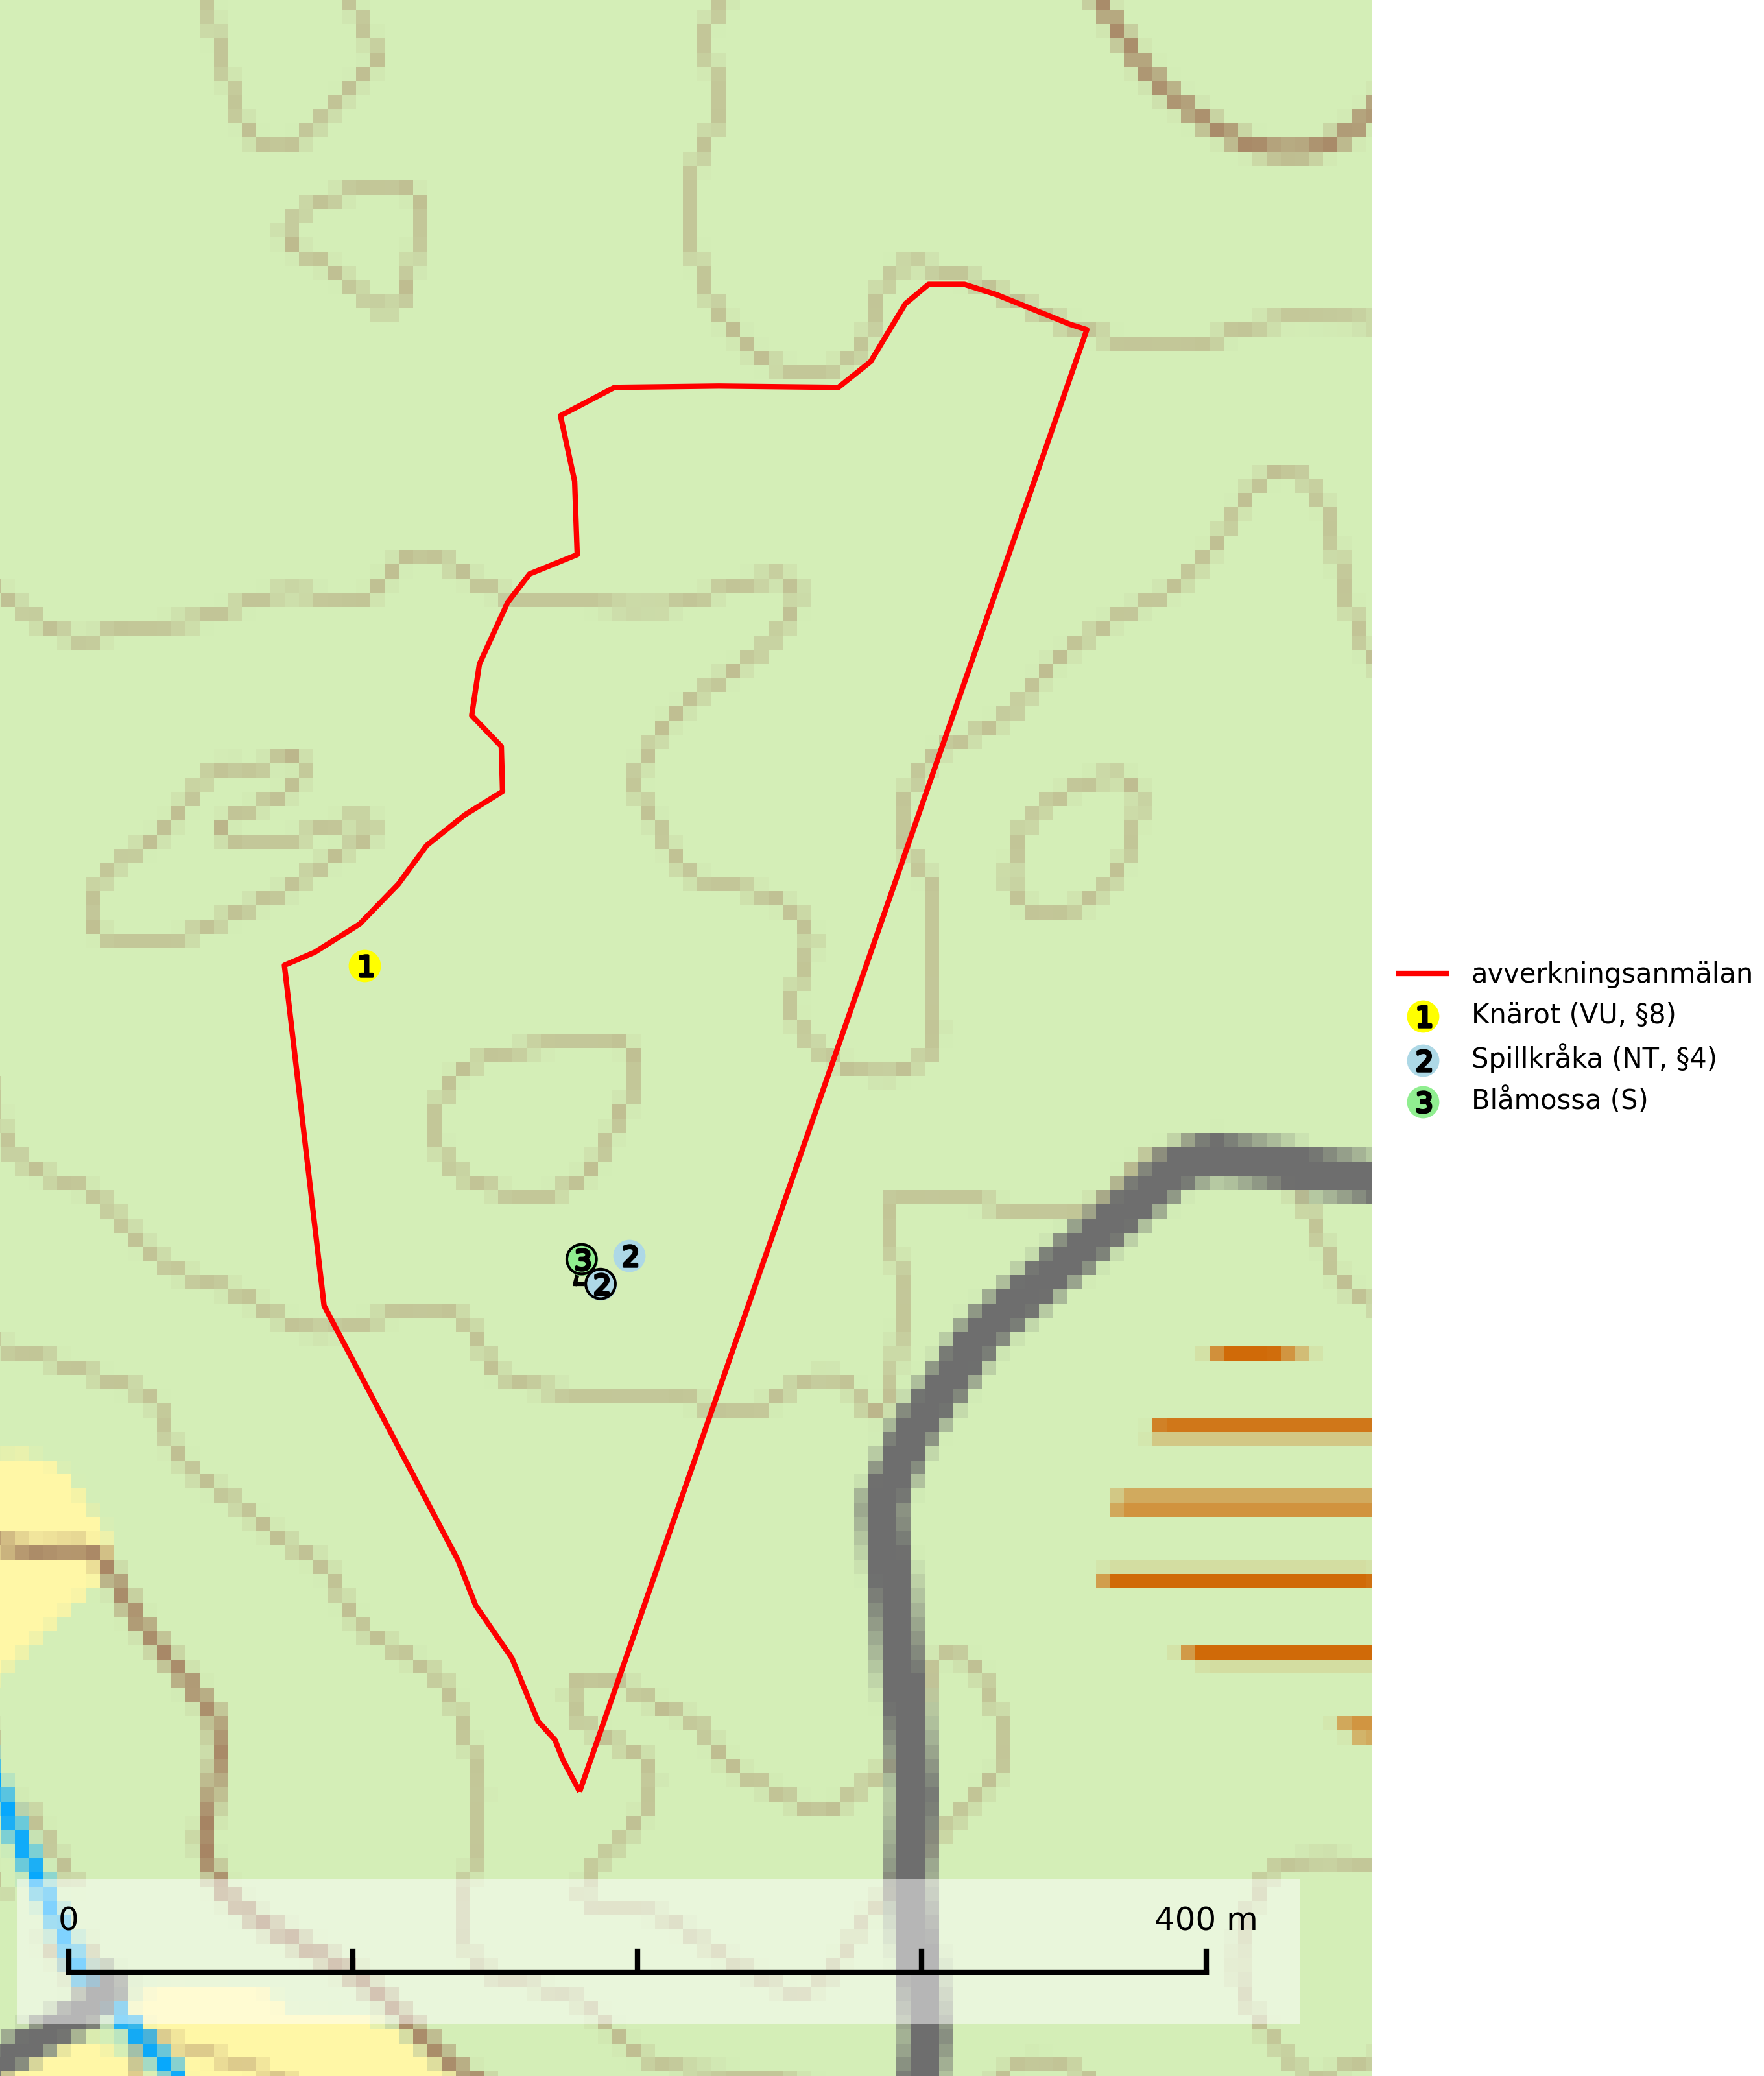 1
3
2
2
avverkningsanmälan
1 Knärot (VU, §8)
2 Spillkråka (NT, §4)
3 Blåmossa (S)
0
400 m